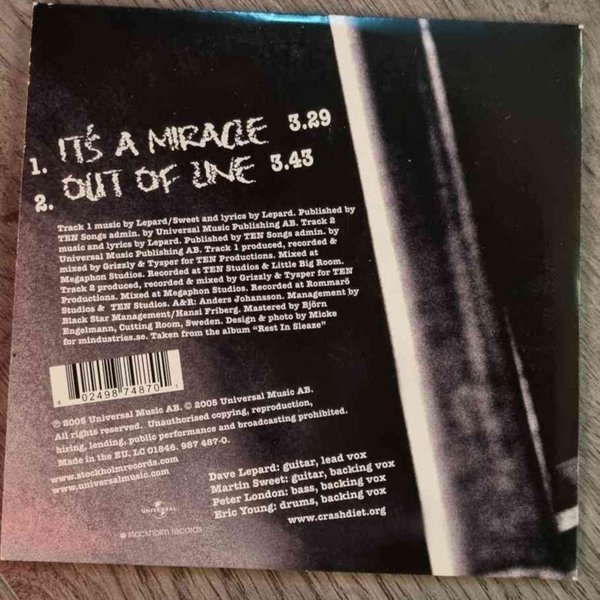 1. IT'S A MIRACLE 3.29
2. OUT OF LINE 3.43
Track 1 music by Lepard/Sweet and lyrics by Lepard. Published by
TEN Songs admin. by Universal Music Publishing AB. Track 2
music and lyrics by Lepard. Published by TEN Songs admin. by
Universal Music Publishing AB. Track 1 produced, recorded &
mixed by Grizzly & Tysper for TEN Productions. Mixed at
Megaphon Studios. Recorded at TEN Studios & Little Big Room.
Track 2 produced, recorded & mixed by Grizzly & Tysper for TEN
Productions. Mixed at Megaphon Studios. Recorded at Rommarö
Studios & TEN Studios. A&R: Anders Johansson. Management by
Black Star Management/Hansi Friberg. Mastered by Björn
Engelmann, Cutting Room, Sweden. Design & photo by Micke
for mindustries.se. Taken from the album "Rest In Sleaze"
6 02498 74870 1
℗ 2005 Universal Music AB. © 2005 Universal Music AB.
All rights reserved. Unauthorised copying, reproduction,
hiring, lending, public performance and broadcasting prohibited.
Made in the EU. LC 01846. 987 487-0.
www.stockholmrecords.com
www.universalmusic.com
Dave Lepard: guitar, lead vox
Martin Sweet: guitar, backing vox
Peter London: bass, backing vox
Eric Young: drums, backing vox
www.crashdiet.org
UNIVERSAL
stockholm records